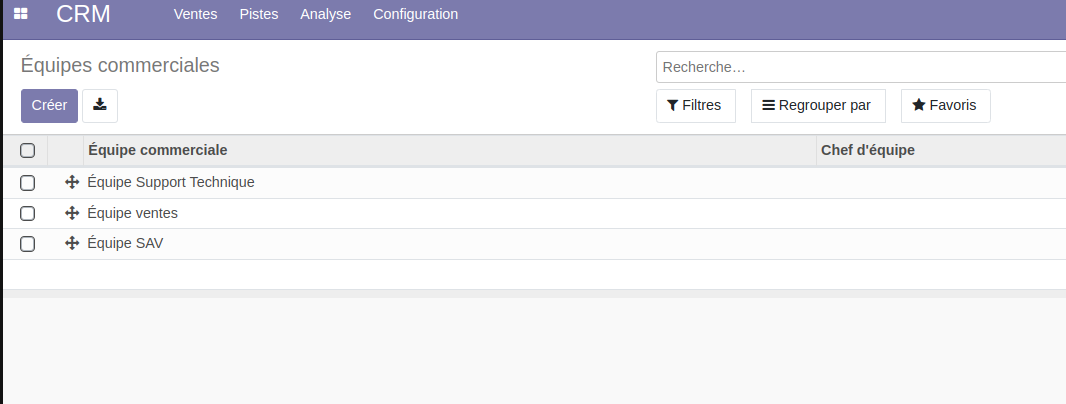 CRM Ventes Pistes Analyse Configuration
Équipes commerciales
Recherche...
Créer
Filtres Regrouper par Favoris
Équipe commerciale Chef d'équipe
Équipe Support Technique
Équipe ventes
Équipe SAV